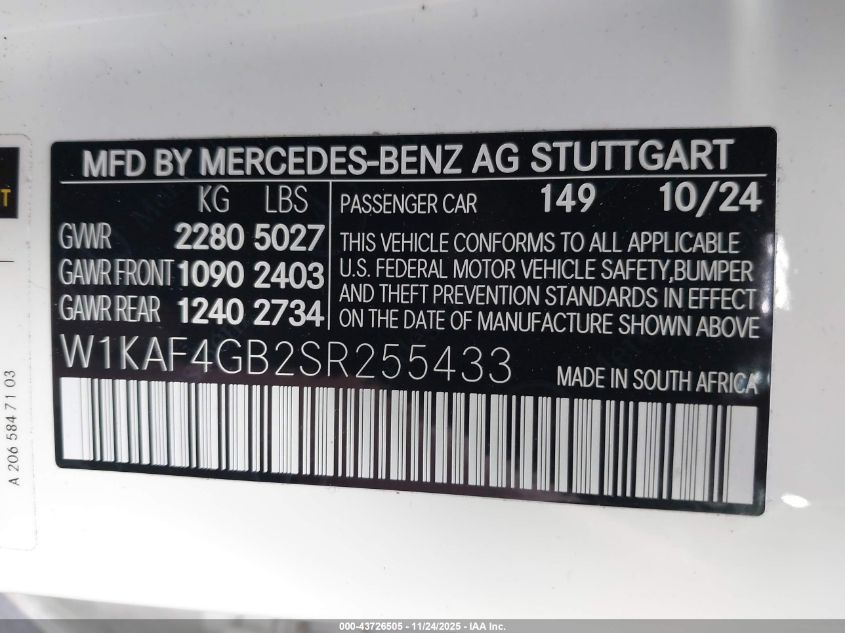 MFD BY MERCEDES-BENZ AG STUTTGART
KG LBS
GVWR 2280 5027
GAWR FRONT 1090 2403
GAWR REAR 1240 2734
PASSENGER CAR 149 10/24
THIS VEHICLE CONFORMS TO ALL APPLICABLE
U.S. FEDERAL MOTOR VEHICLE SAFETY,BUMPER
AND THEFT PREVENTION STANDARDS IN EFFECT
ON THE DATE OF MANUFACTURE SHOWN ABOVE
W1KAF4GB2SR255433
MADE IN SOUTH AFRICA
A 206 584 71 03
000-43726505 - 11/24/2025 - IAA Inc.